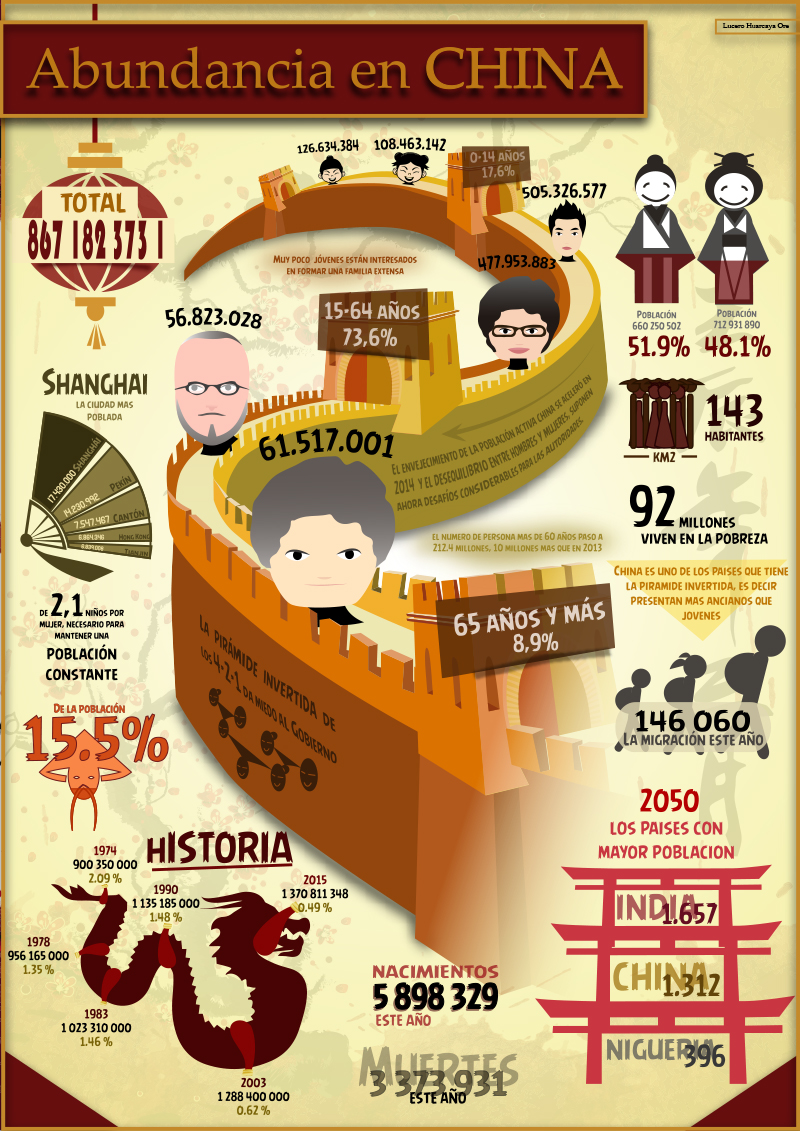 Lucero Huarcaya Ore
Abundancia en CHINA
TOTAL
867 182 373 1
126.634.384
108.463.142
0-14 AÑOS
17,6%
505.326.577
477.953.883
MUY POCO JÓVENES ESTÁN INTERESADOS
EN FORMAR UNA FAMILIA EXTENSA
POBLACIÓN
660 250 502
51.9%
POBLACIÓN
712 931 890
48.1%
56.823.028
15-64 AÑOS
73,6%
SHANGHAI
LA CIUDAD MAS
POBLADA
17.430.000 SHANGHÁI
14.230.992 PEKÍN
7.547.467 CANTÓN
HONG KONG
TIANJIN
143
HABITANTES
KM2
61.517.001
EL ENVEJECIMIENTO DE LA POBLACIÓN ACTIVA CHINA SE ACELERÓ EN
2014 Y EL DESEQUILIBRIO ENTRE HOMBRES Y MUJERES, SUPONEN
AHORA DESAFÍOS CONSIDERABLES PARA LAS AUTORIDADES.
92 MILLONES
VIVEN EN LA POBREZA
EL NUMERO DE PERSONA MAS DE 60 AÑOS PASO A
212.4 MILLONES, 10 MILLONES MAS QUE EN 2013
CHINA ES UNO DE LOS PAISES QUE TIENE
LA PIRAMIDE INVERTIDA, ES DECIR
PRESENTAN MAS ANCIANOS QUE
JOVENES
DE 2,1 NIÑOS POR
MUJER, NECESARIO PARA
MANTENER UNA
POBLACIÓN
CONSTANTE
65 AÑOS Y MÁS
8,9%
LA PIRÁMIDE INVERTIDA DE
LOS 4-2-1 DA MIEDO AL GOBIERNO
DE LA POBLACIÓN
15.5%
146 060
LA MIGRACIÓN ESTE AÑO
2050
LOS PAISES CON
MAYOR POBLACION
INDIA
1.657
CHINA
1.312
NIGUERIA
396
HISTORIA
1974
900 350 000
2.09 %
1990
1 135 185 000
1.48 %
2015
1 370 811 348
0.49 %
1978
956 165 000
1.35 %
1983
1 023 310 000
1.46 %
2003
1 288 400 000
0.62 %
NACIMIENTOS
5 898 329
ESTE AÑO
MUERTES
3 373 931
ESTE AÑO